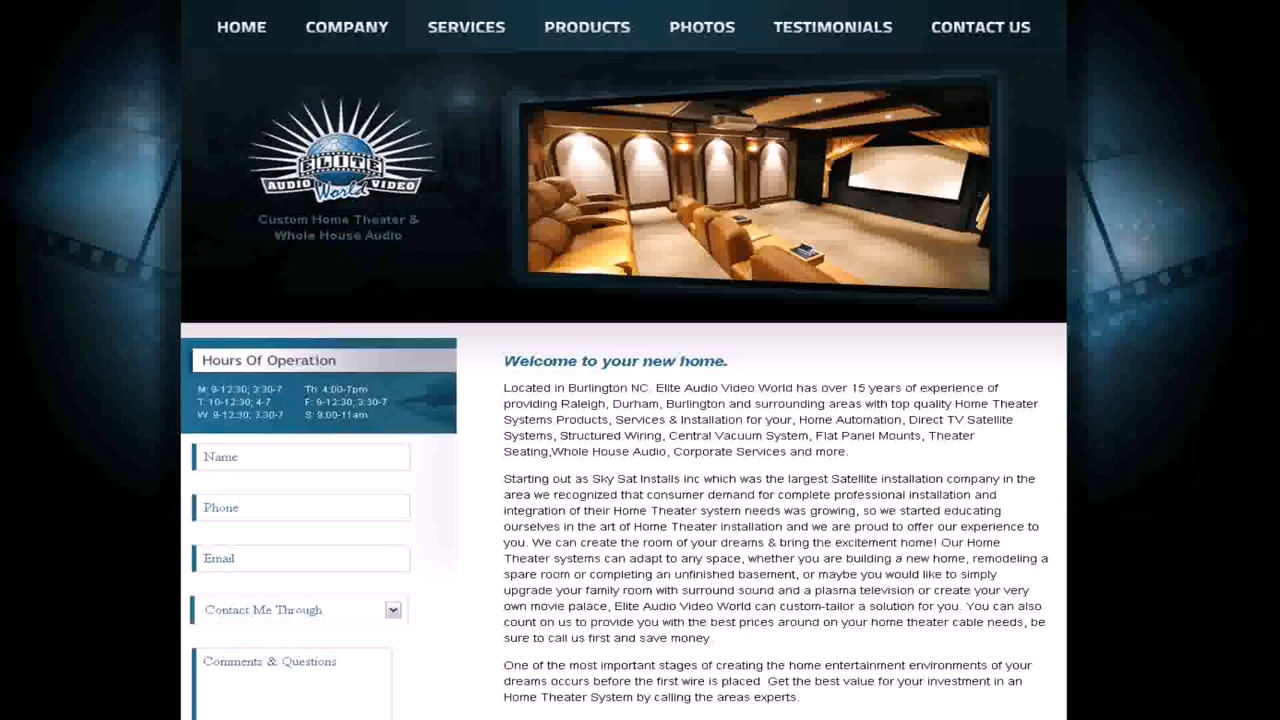 HOME COMPANY SERVICES PRODUCTS PHOTOS TESTIMONIALS CONTACT US
ELITE
AUDIO World VIDEO
Custom Home Theater &
Whole House Audio
Hours Of Operation
M: 9-12:30; 3:30-7 Th: 4:00-7pm
T: 10-12:30; 4-7 F: 9-12:30, 3:30-7
W: 9-12:30; 3:30-7 S: 9:00-11am
Name
Phone
Email
Contact Me Through
Comments & Questions
Welcome to your new home.
Located in Burlington NC. Elite Audio Video World has over 15 years of experience of
providing Raleigh, Durham, Burlington and surrounding areas with top quality Home Theater
Systems Products, Services & Installation for your, Home Automation, Direct TV Satellite
Systems, Structured Wiring, Central Vacuum System, Flat Panel Mounts, Theater
Seating,Whole House Audio, Corporate Services and more.
Starting out as Sky Sat Installs inc which was the largest Satellite installation company in the
area we recognized that consumer demand for complete professional installation and
integration of their Home Theater system needs was growing, so we started educating
ourselves in the art of Home Theater installation and we are proud to offer our experience to
you. We can create the room of your dreams & bring the excitement home! Our Home
Theater systems can adapt to any space, whether you are building a new home, remodeling a
spare room or completing an unfinished basement, or maybe you would like to simply
upgrade your family room with surround sound and a plasma television or create your very
own movie palace, Elite Audio Video World can custom-tailor a solution for you. You can also
count on us to provide you with the best prices around on your home theater cable needs, be
sure to call us first and save money.
One of the most important stages of creating the home entertainment environments of your
dreams occurs before the first wire is placed. Get the best value for your investment in an
Home Theater System by calling the areas experts.